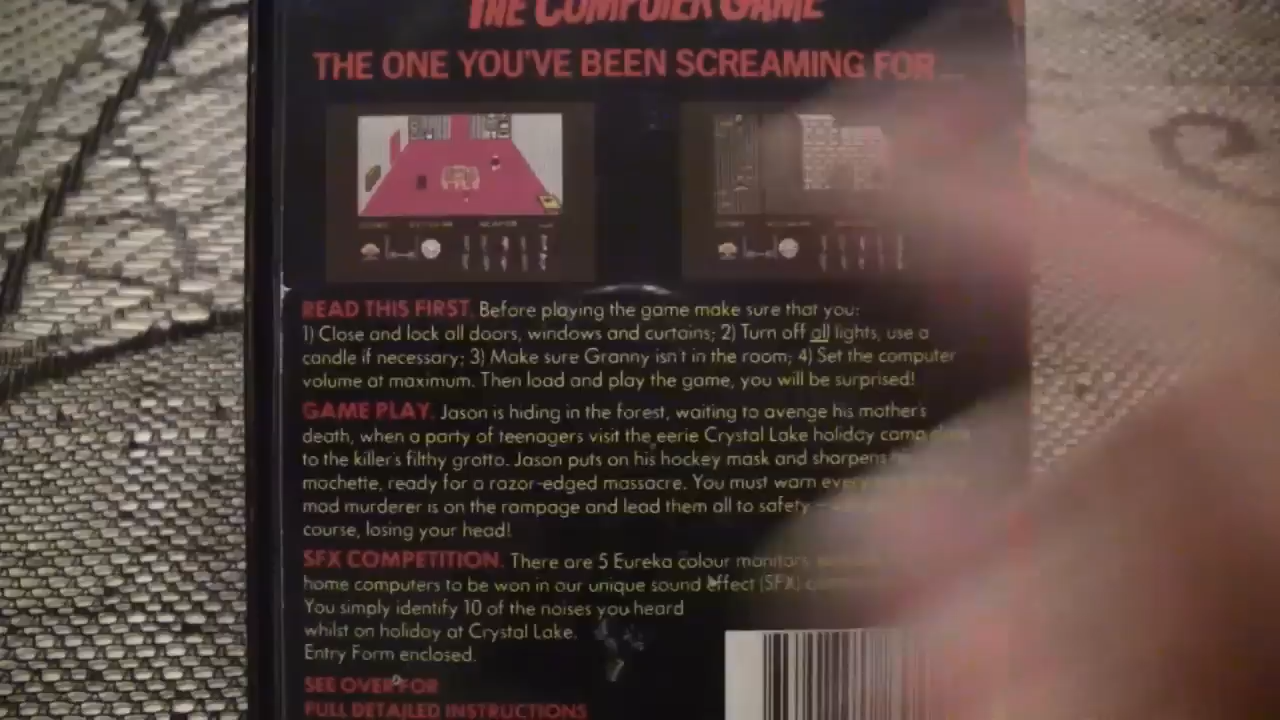 THE COMPUTER GAME
THE ONE YOU'VE BEEN SCREAMING FOR...
READ THIS FIRST. Before playing the game make sure that you:
1) Close and lock all doors, windows and curtains; 2) Turn off all lights, use a
candle if necessary; 3) Make sure Granny isn't in the room; 4) Set the computer
volume at maximum. Then load and play the game, you will be surprised!
GAME PLAY. Jason is hiding in the forest, waiting to avenge his mother's
death, when a party of teenagers visit the eerie Crystal Lake holiday camp
to the killer's filthy grotto. Jason puts on his hockey mask and sharpens
machette, ready for a razor-edged massacre. You must warn
mad murderer is on the rampage and lead them all to safety
course, losing your head!
SFX COMPETITION. There are 5 Eureka colour monitors
home computers to be won in our unique sound effect (SFX)
You simply identify 10 of the noises you heard
whilst on holiday at Crystal Lake.
Entry Form enclosed.
SEE OVER FOR
FULL DETAILED INSTRUCTIONS